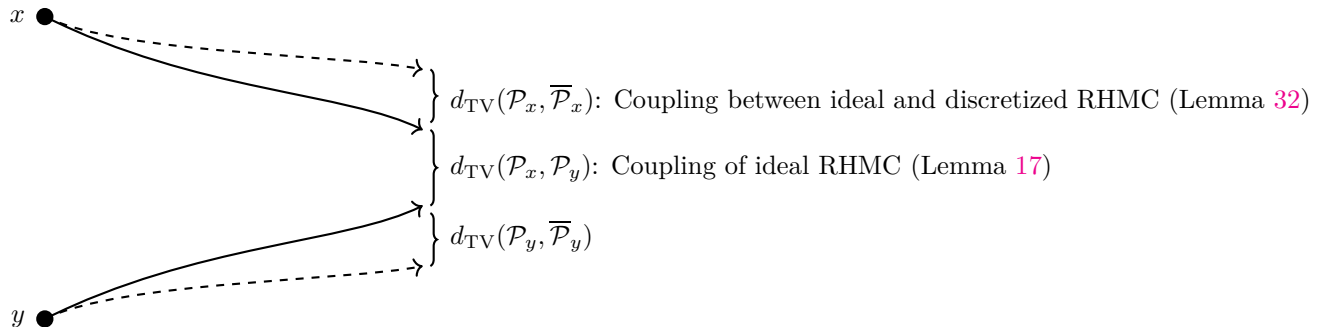 x
d_TV(𝒫_x, 𝒫̅_x): Coupling between ideal and discretized RHMC (Lemma 32)
d_TV(𝒫_x, 𝒫_y): Coupling of ideal RHMC (Lemma 17)
d_TV(𝒫_y, 𝒫̅_y)
y